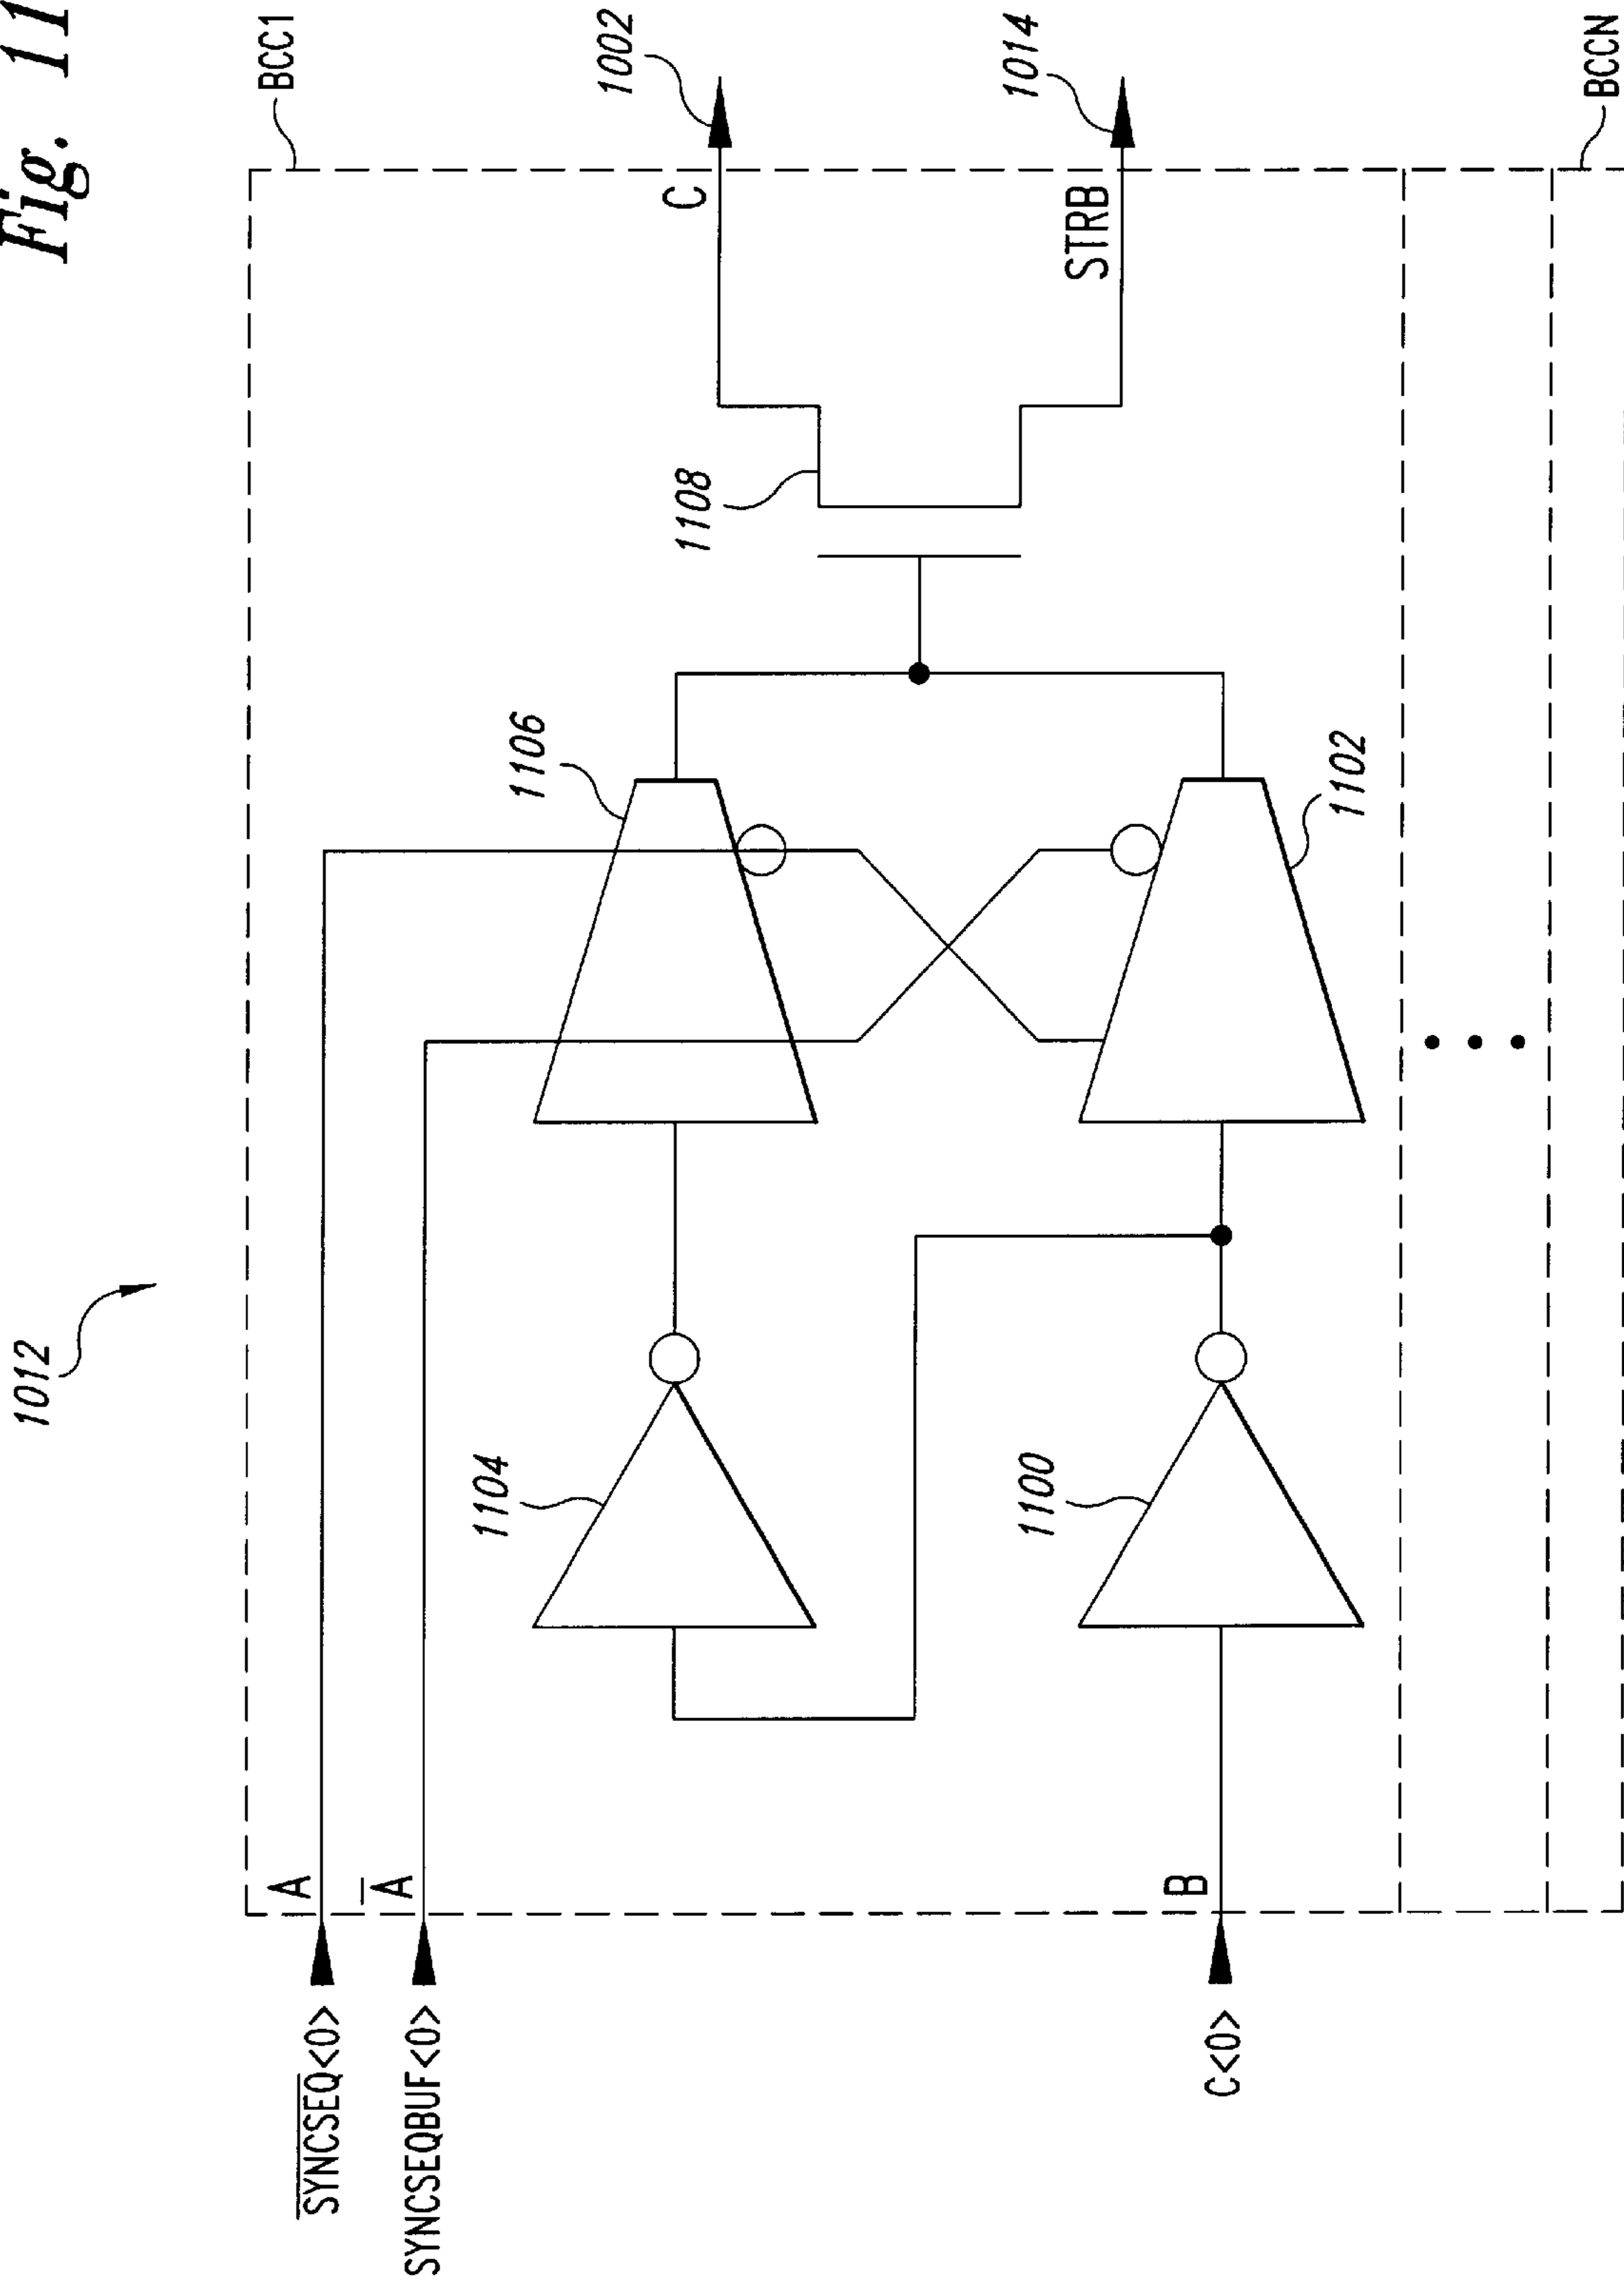 Fig. 11
1012
BCC1
SYNCSEQ<0>
A
SYNCSEQBUF<0>
A
1106
1104
C
1002
1108
1100
1102
STRB
1014
C<0>
B
BCCN